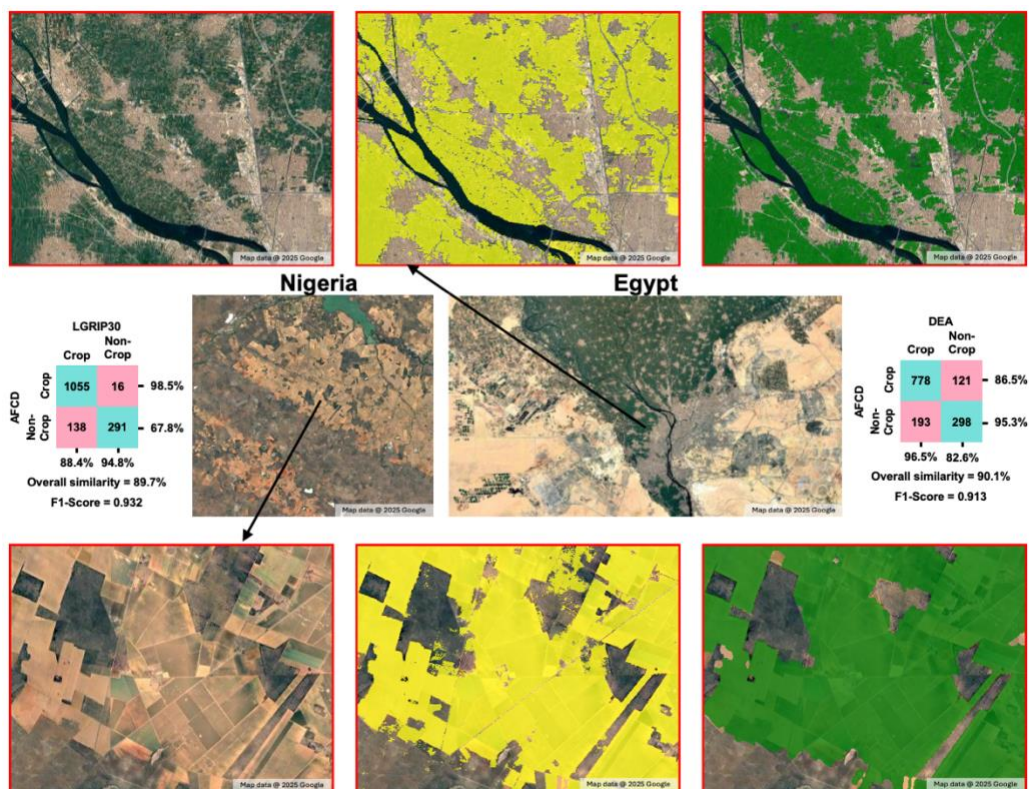 Map data @ 2025 Google
Map data @ 2025 Google
Map data @ 2025 Google
Nigeria
Egypt
LGRIP30
Crop
Non-
Crop
AFCD
Crop
1055
16
98.5%
Non-
Crop
138
291
67.8%
88.4% 94.8%
Overall similarity = 89.7%
F1-Score = 0.932
Map data @ 2025 Google
Map data @ 2025 Google
DEA
Crop
Non-
Crop
AFCD
Crop
778
121
86.5%
Non-
Crop
193
298
95.3%
96.5% 82.6%
Overall similarity = 90.1%
F1-Score = 0.913
Map data @ 2025 Google
Map data @ 2025 Google
Map data @ 2025 Google